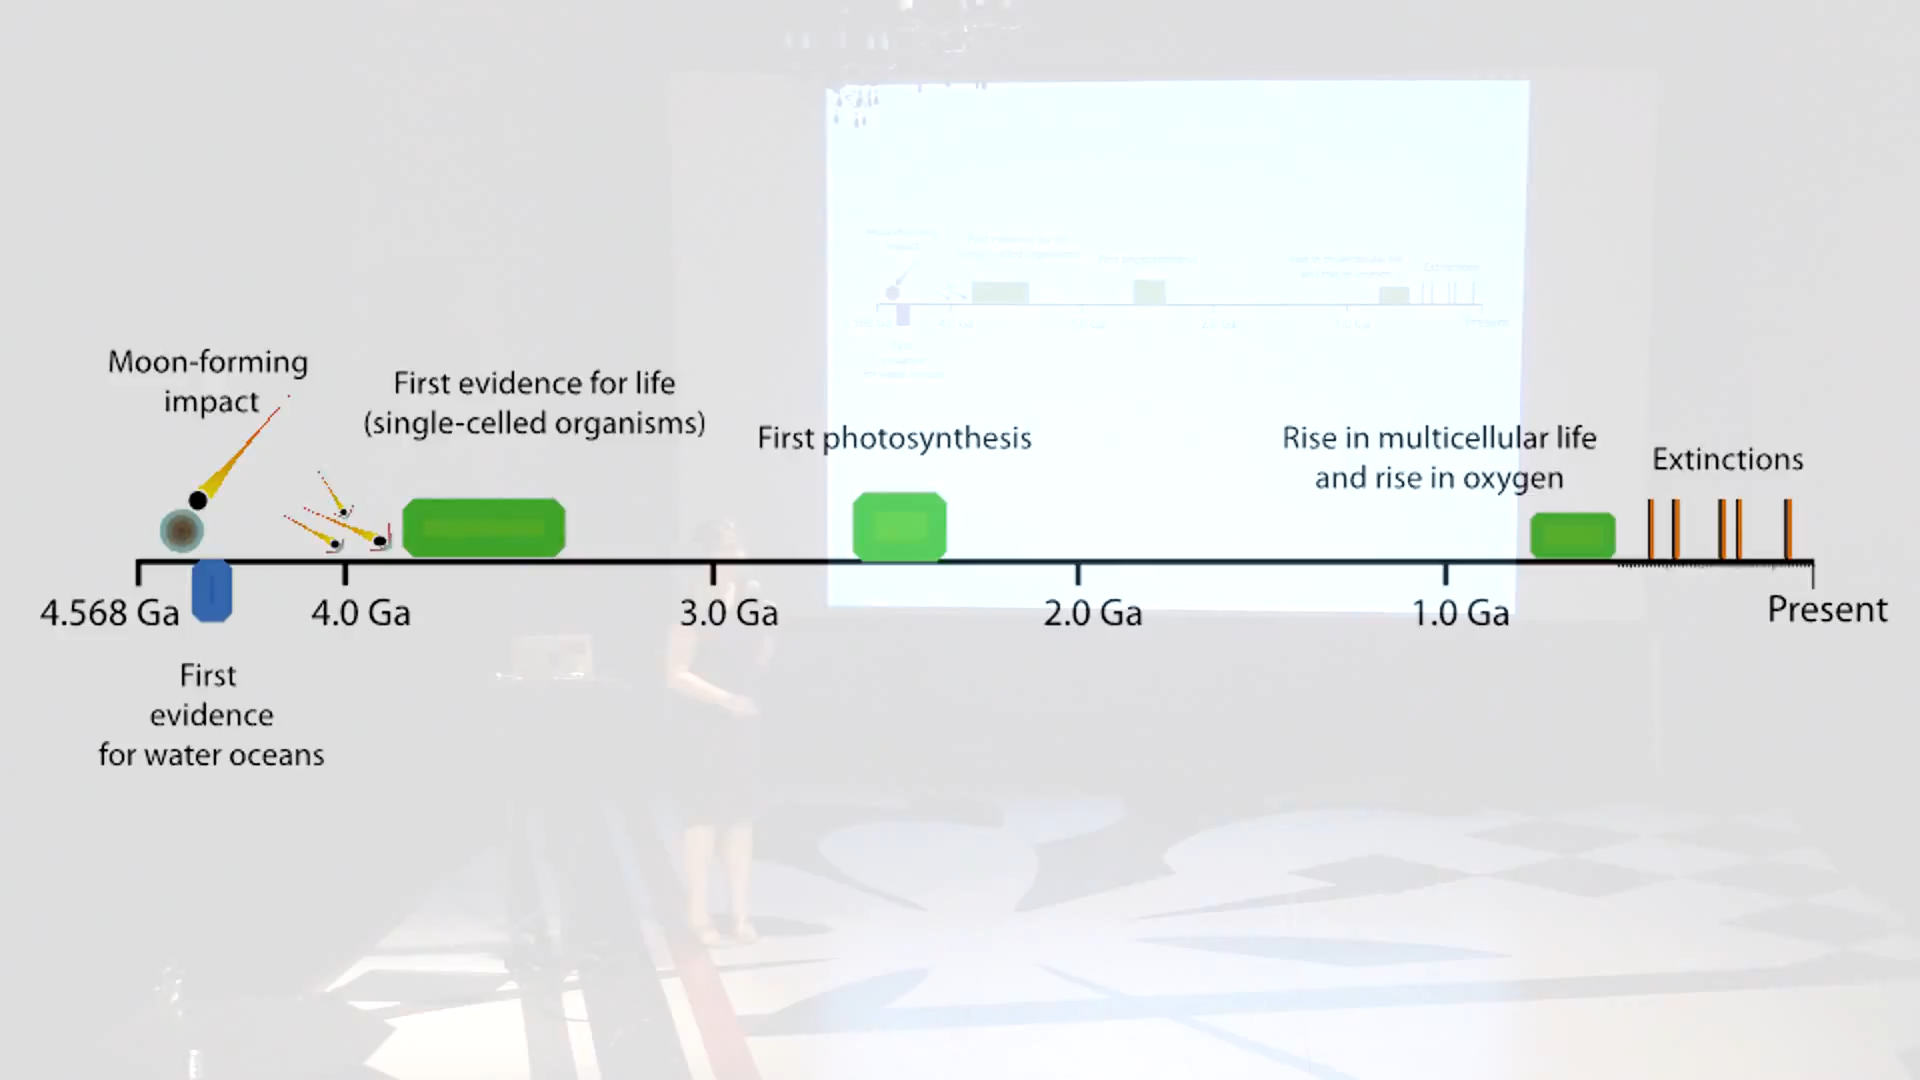 Moon-forming
impact
First evidence for life
(single-celled organisms)
First photosynthesis
Rise in multicellular life
and rise in oxygen
Extinctions
4.568 Ga
4.0 Ga
3.0 Ga
2.0 Ga
1.0 Ga
Present
First
evidence
for water oceans